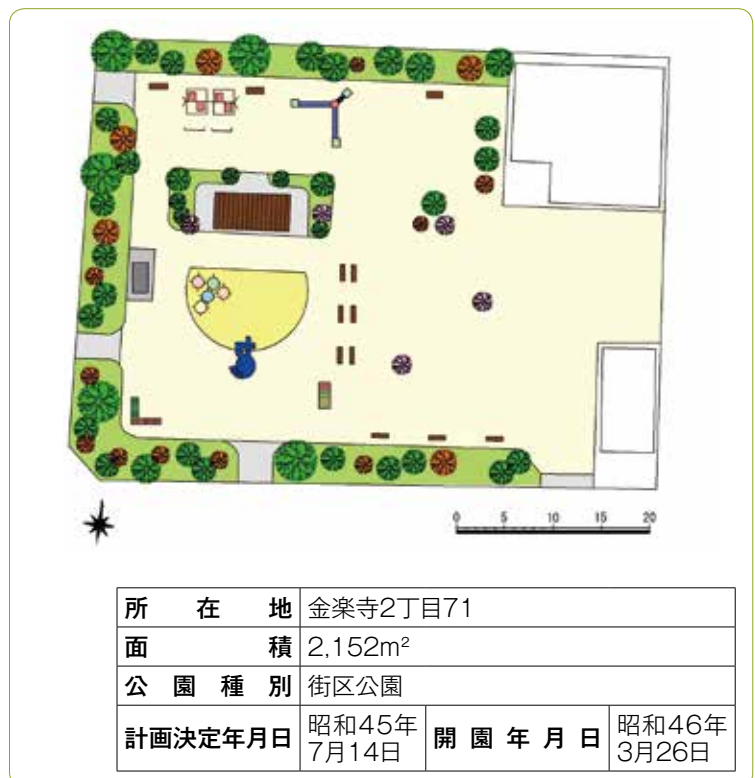 0 5 10 15 20
所在地 金楽寺2丁目71
面積 2,152m²
公園種別 街区公園
計画決定年月日 昭和45年
7月14日 開園年月日 昭和46年
3月26日